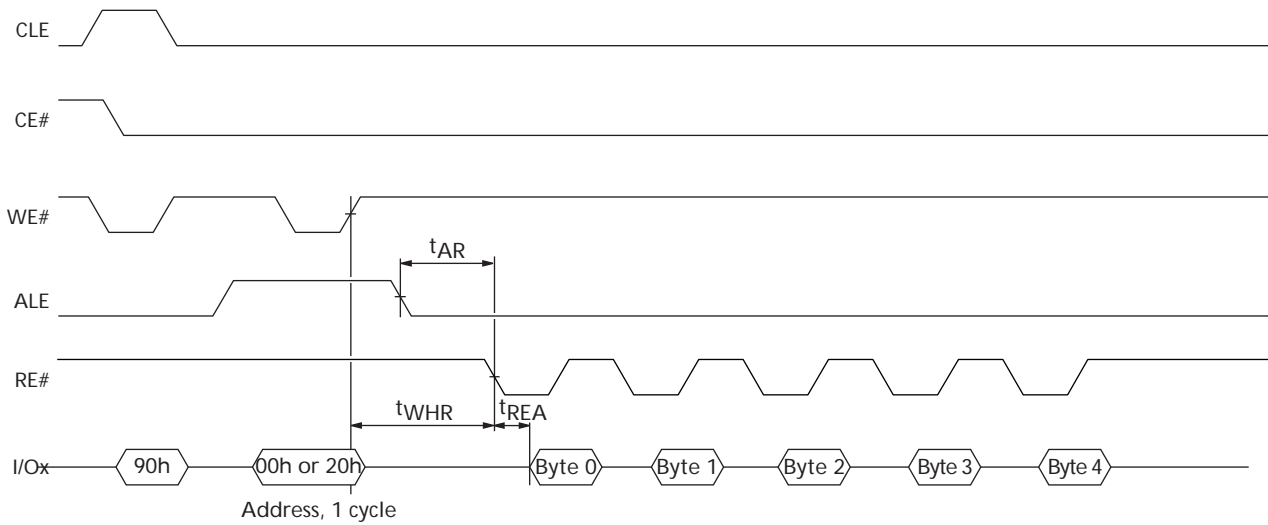 CLE
CE#
WE#
tAR
ALE
RE#
tWHR tREA
I/Ox 90h 00h or 20h Byte 0 Byte 1 Byte 2 Byte 3 Byte 4
Address, 1 cycle